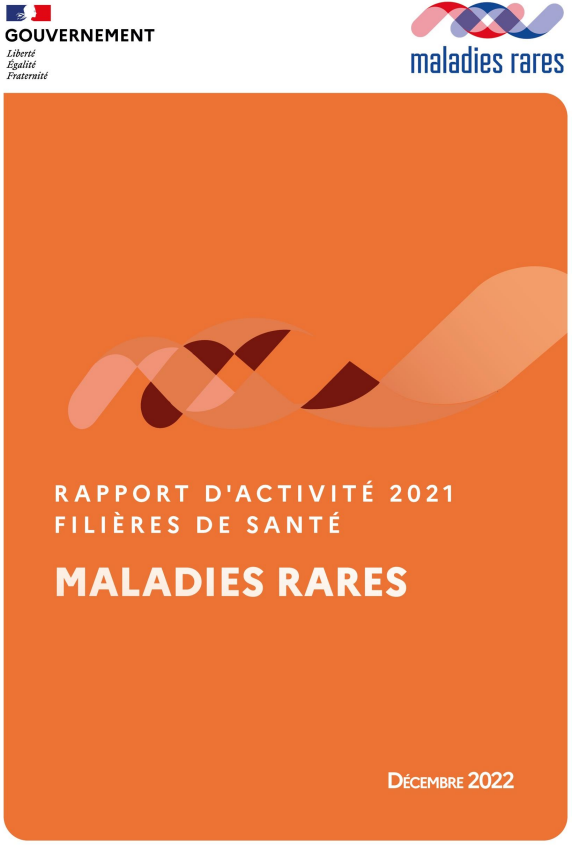 GOUVERNEMENT
Liberté
Égalité
Fraternité
maladies rares
RAPPORT D'ACTIVITÉ 2021
FILIÈRES DE SANTÉ
MALADIES RARES
DÉCEMBRE 2022